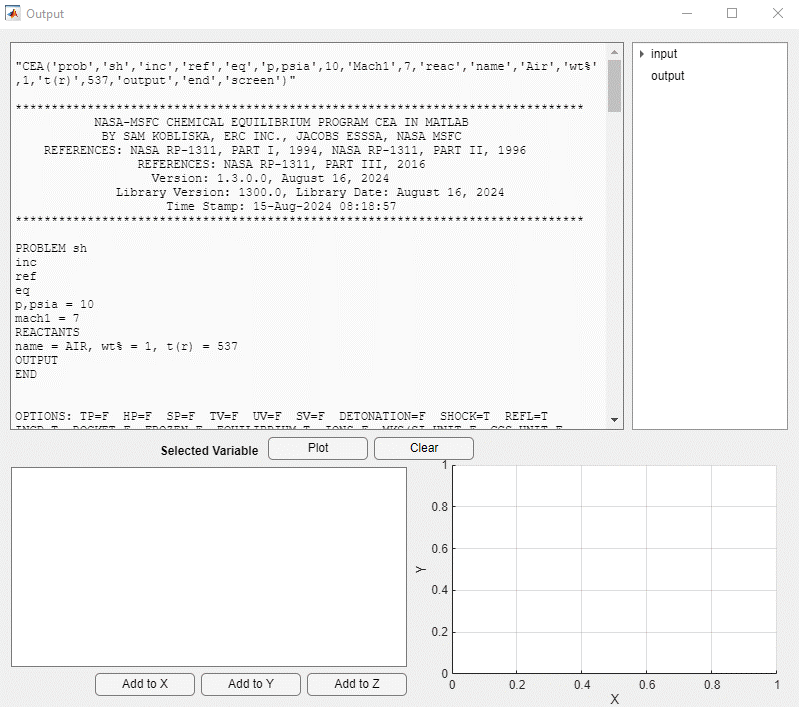 Output
"CEA('prob','sh','inc','ref','eq','p,psia',10,'Mach1',7,'reac','name','Air','wt%'
,1,'t(r)',537,'output','end','screen')"
*******************************************************************************
NASA-MSFC CHEMICAL EQUILIBRIUM PROGRAM CEA IN MATLAB
BY SAM KOBLISKA, ERC INC., JACOBS ESSSA, NASA MSFC
REFERENCES: NASA RP-1311, PART I, 1994, NASA RP-1311, PART II, 1996
REFERENCES: NASA RP-1311, PART III, 2016
Version: 1.3.0.0, August 16, 2024
Library Version: 1300.0, Library Date: August 16, 2024
Time Stamp: 15-Aug-2024 08:18:57
*******************************************************************************
PROBLEM sh
inc
ref
eq
p,psia = 10
mach1 = 7
REACTANTS
name = AIR, wt% = 1, t(r) = 537
OUTPUT
END
OPTIONS: TP=F HP=F SP=F TV=F UV=F SV=F DETONATION=F SHOCK=T REFL=T
input
output
Selected Variable
Plot
Clear
Add to X
Add to Y
Add to Z
1
0.8
0.6
0.4
0.2
0
Y
0 0.2 0.4 0.6 0.8 1
X